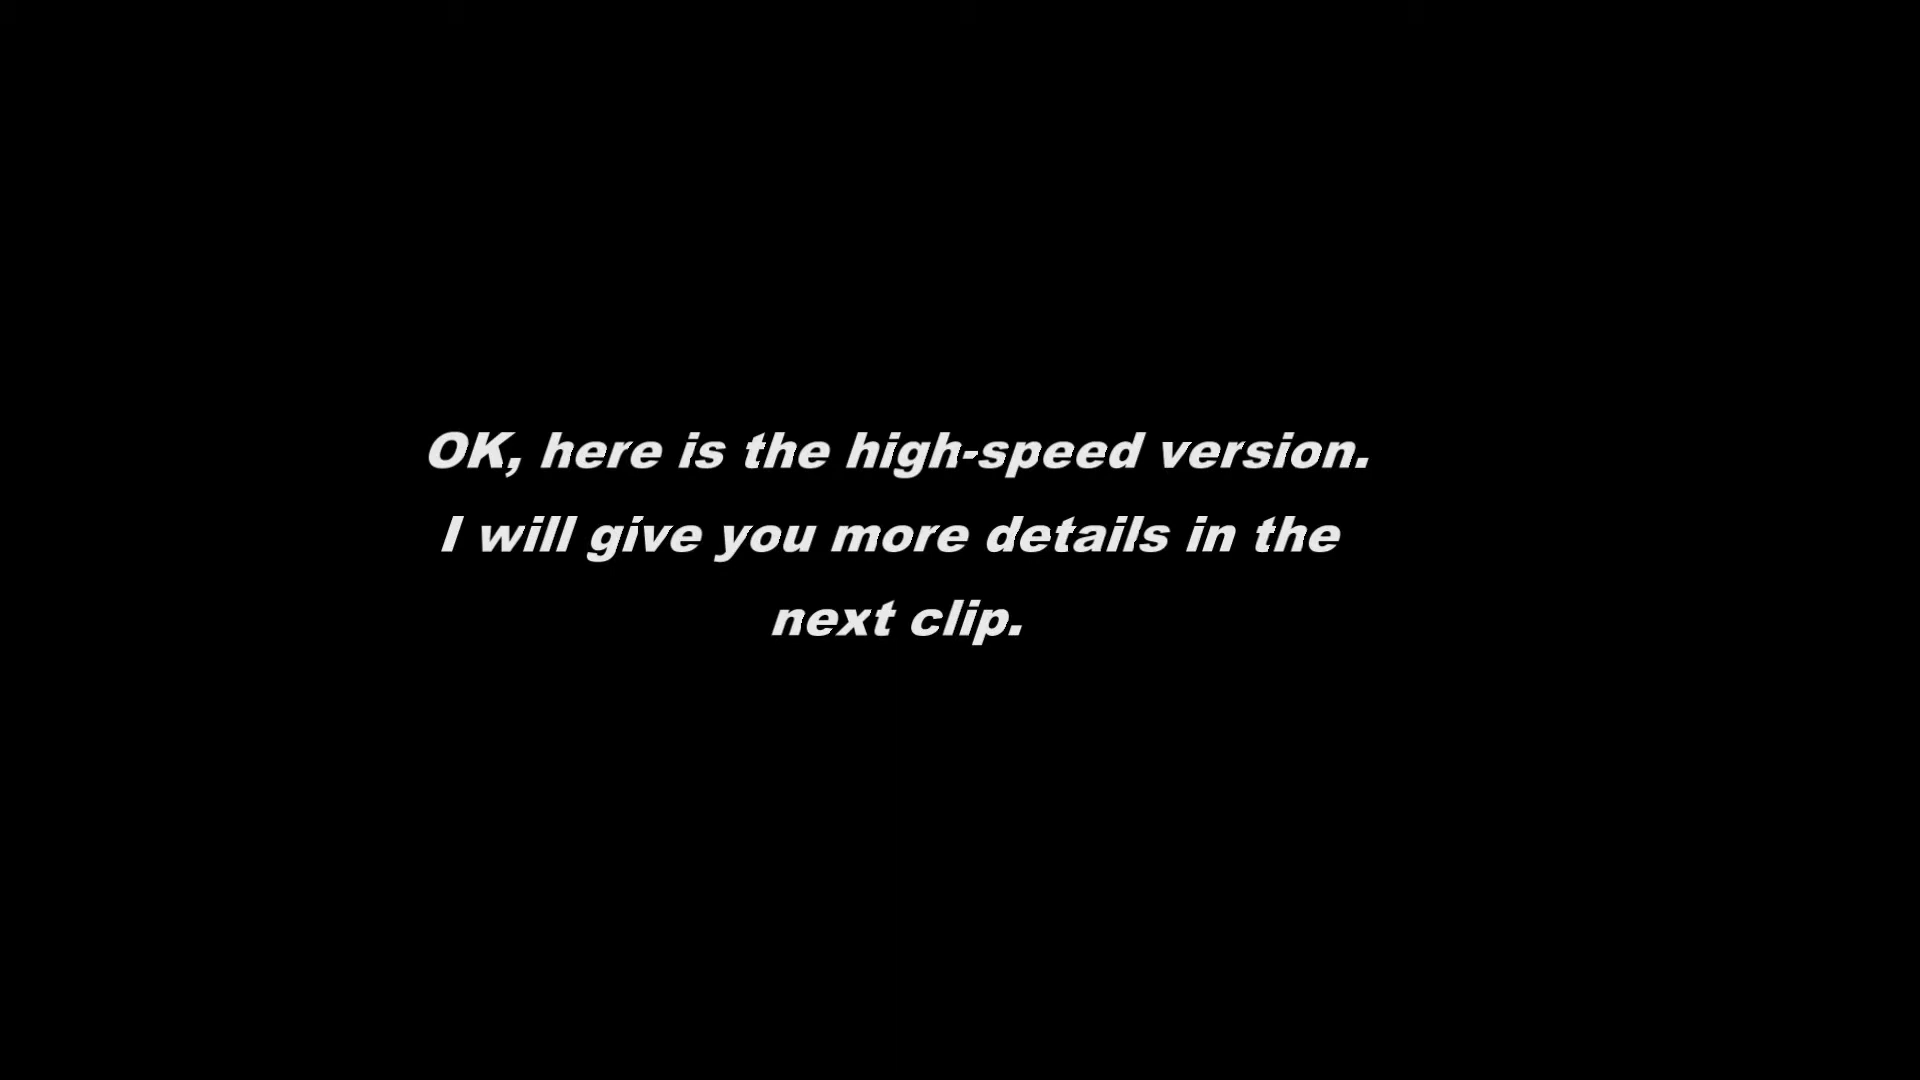 OK, here is the high-speed version.
I will give you more details in the
next clip.